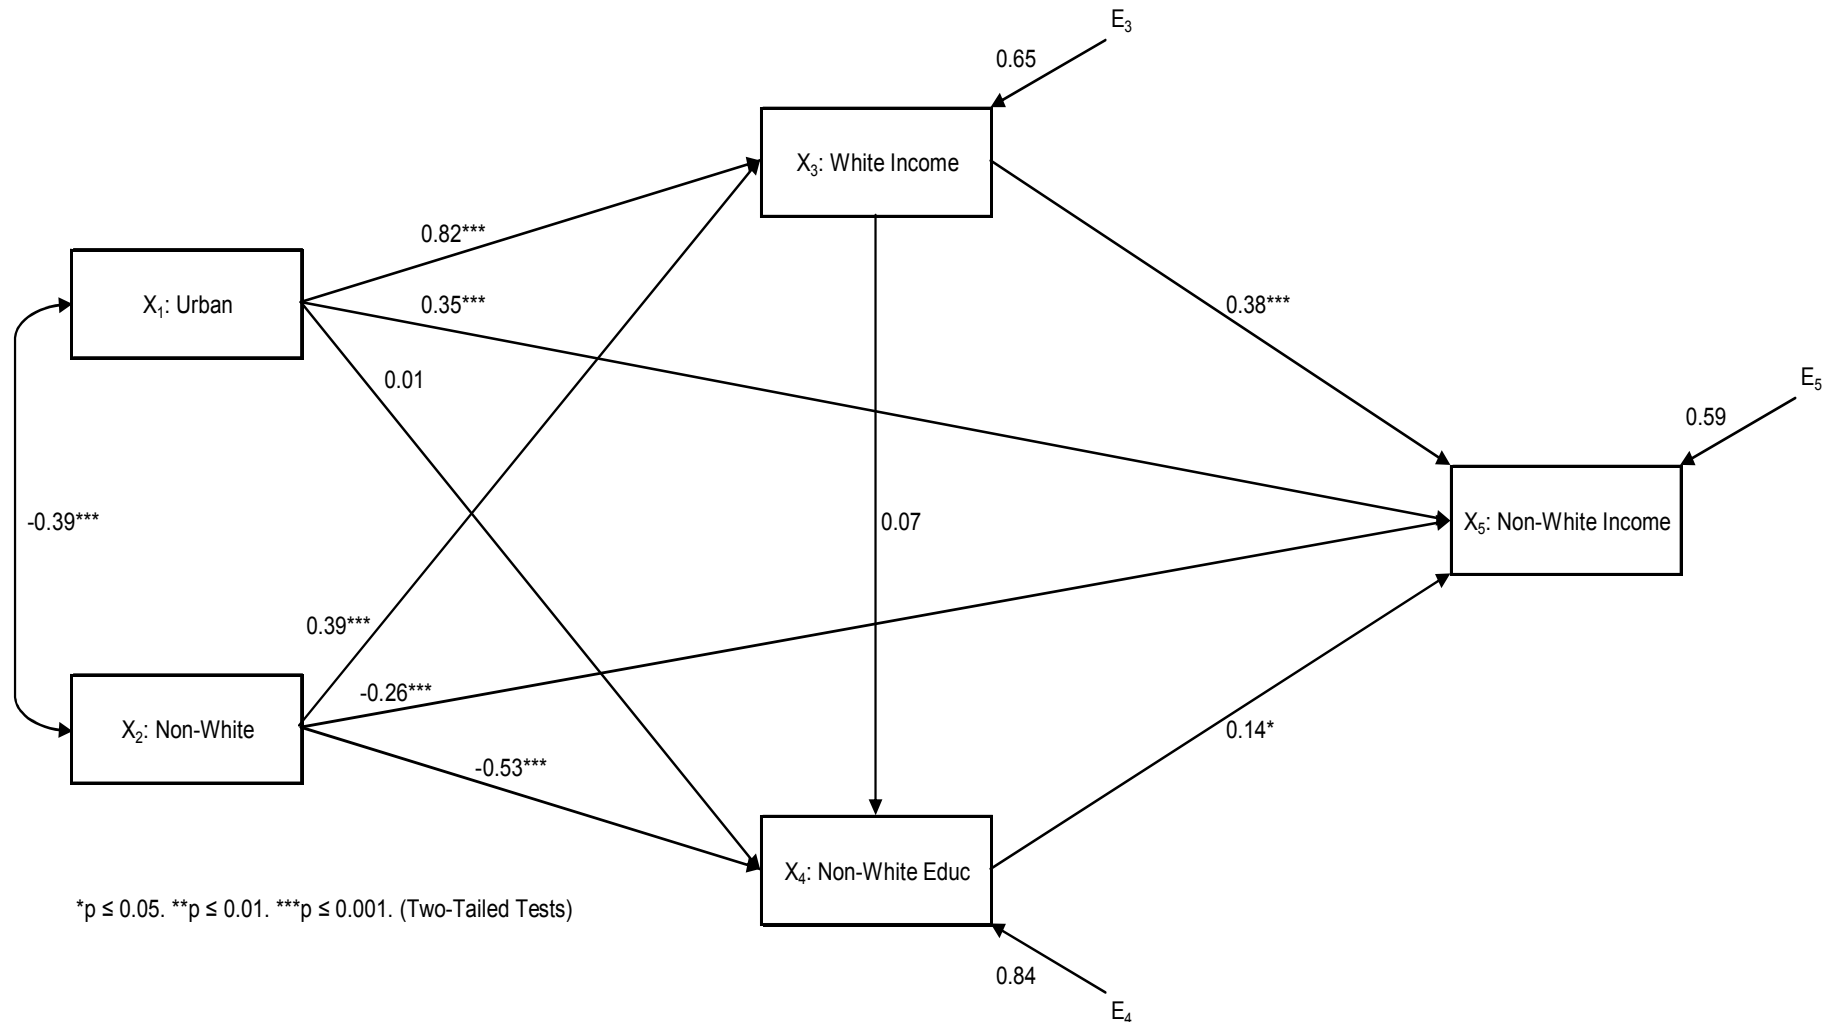 E₃
0.65
X₃: White Income
0.82***
X₁: Urban
0.35***
0.38***
0.01
E₅
0.59
-0.39***
0.07
X₅: Non-White Income
0.39***
-0.26***
X₂: Non-White
0.14*
-0.53***
X₄: Non-White Educ
*p ≤ 0.05. **p ≤ 0.01. ***p ≤ 0.001. (Two-Tailed Tests)
0.84
E₄